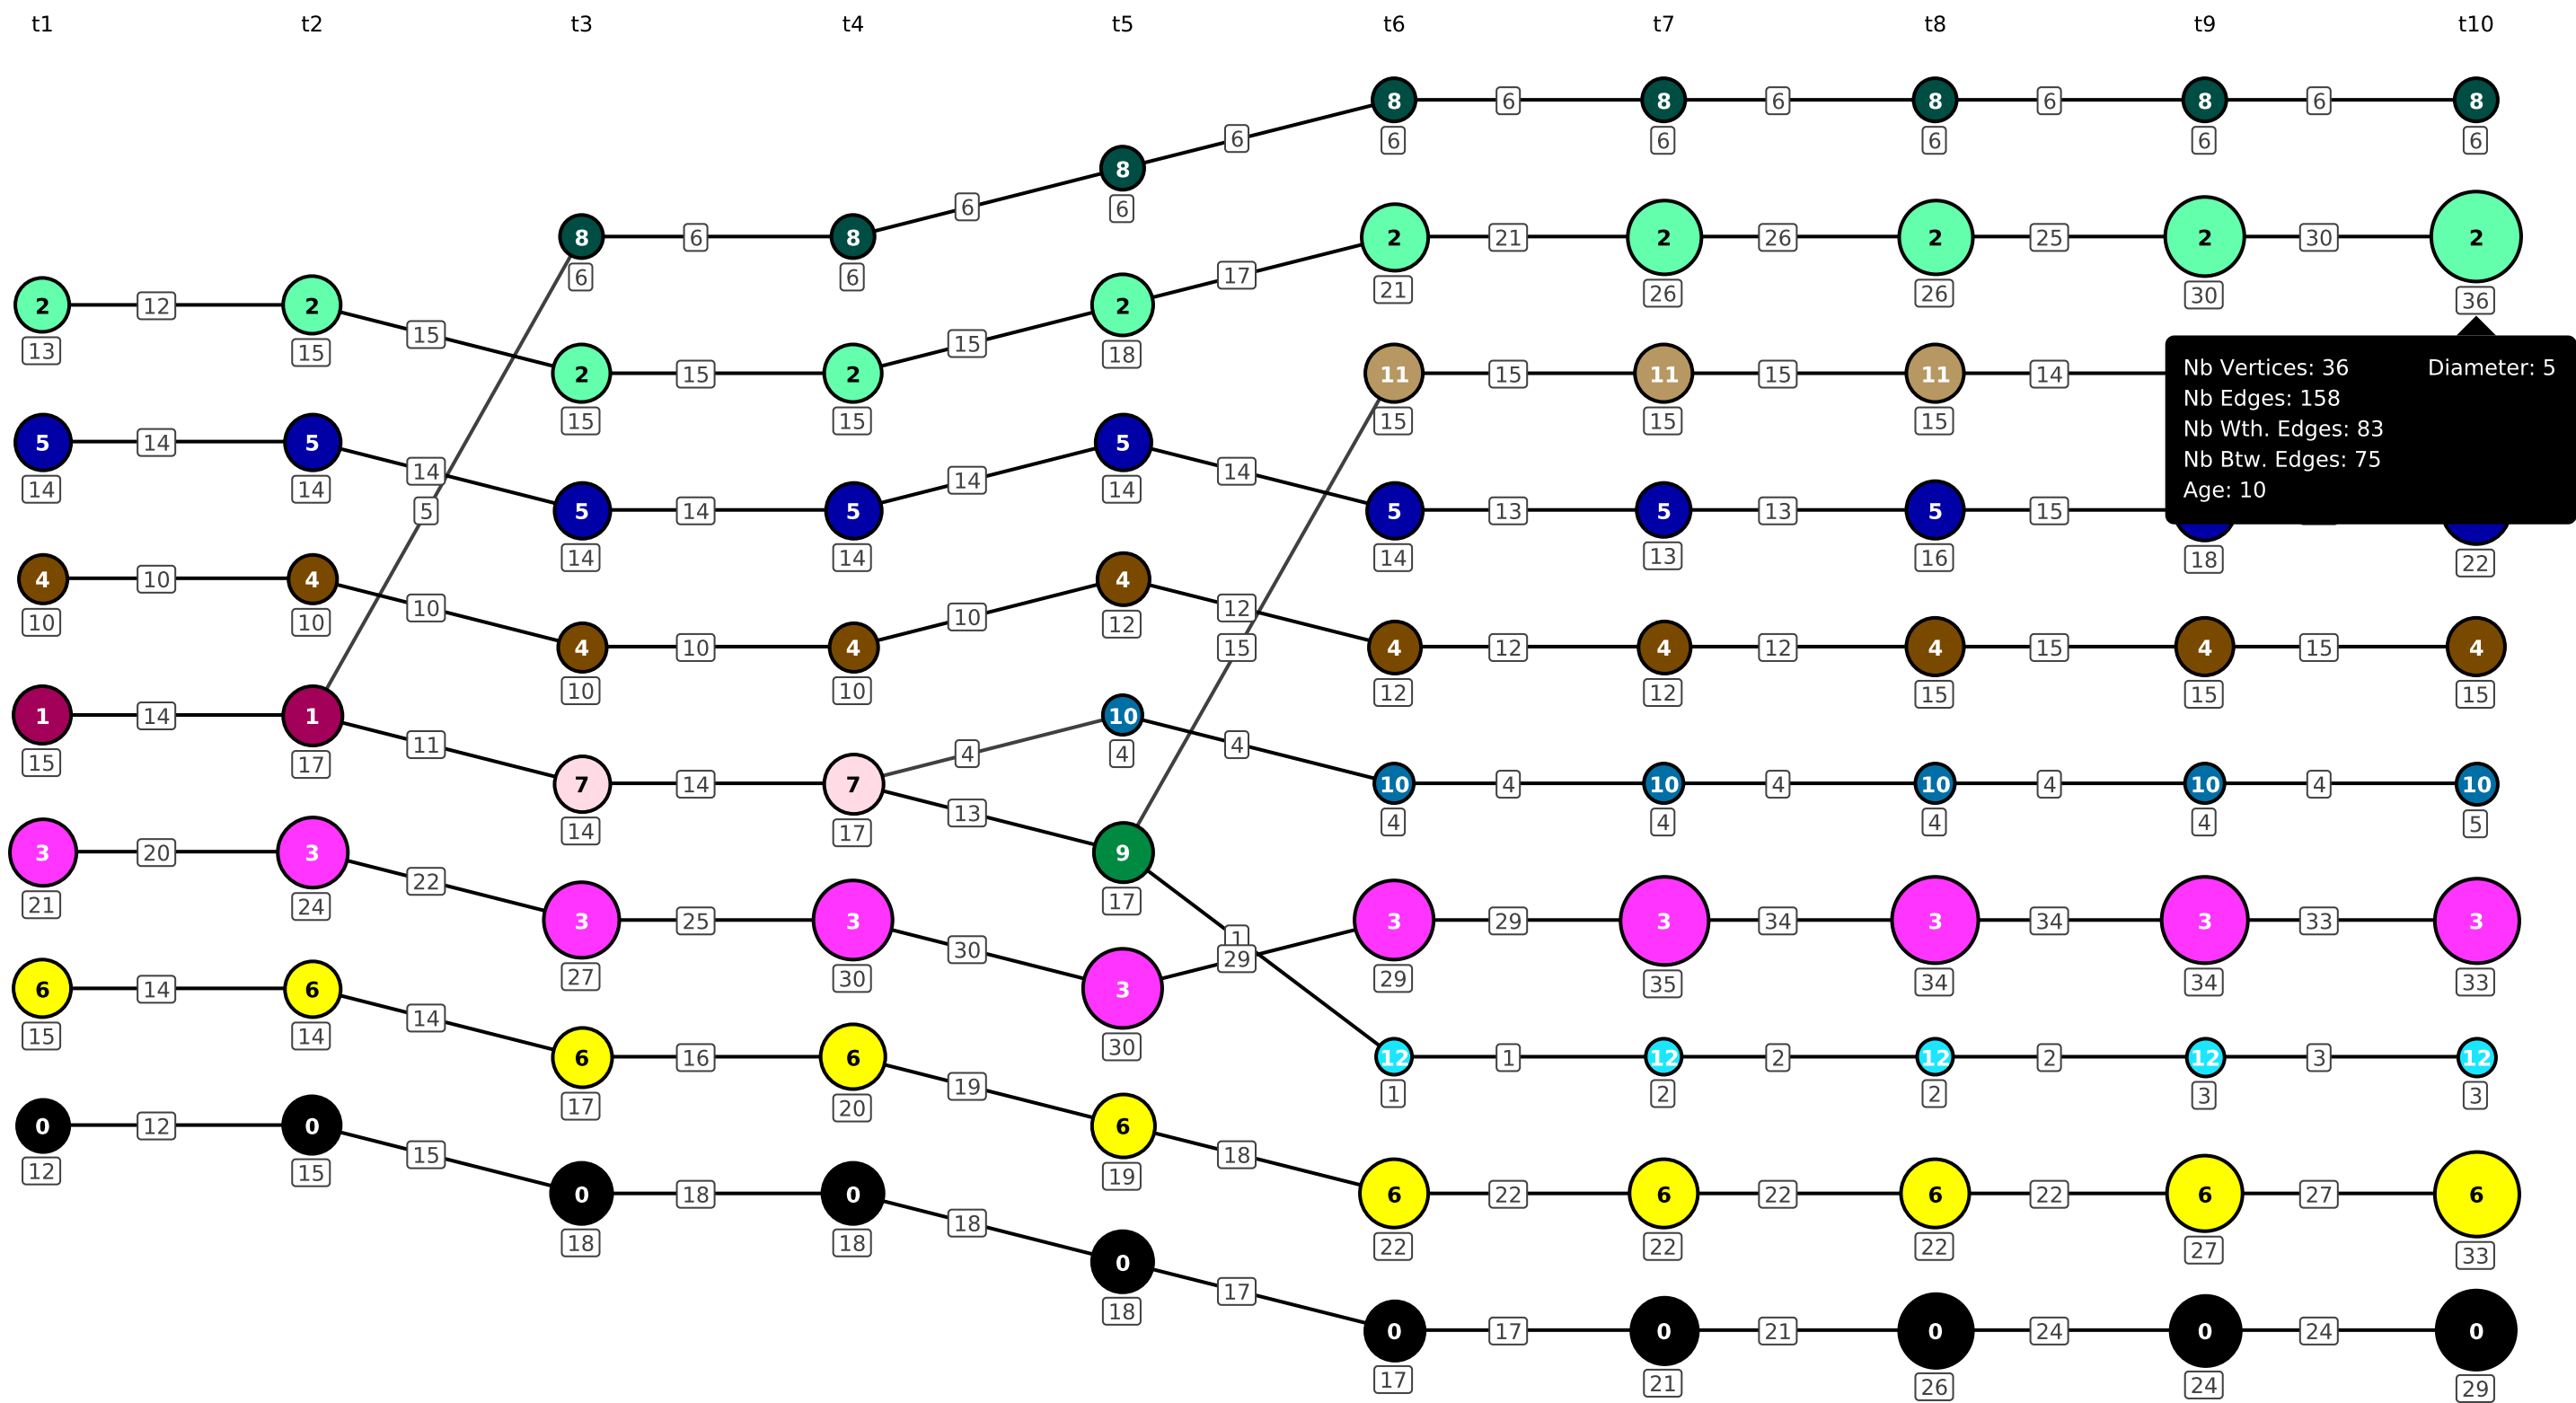 t1 t2 t3 t4 t5 t6 t7 t8 t9 t10
8 6 8 6 8 6 8 6 8
6 6 6 6 6 6
8
6 6
8 6 8 2 21 2 26 2 25 2 30 2
6 6 17
21 26 26 30 36
2 12 2 2
15 15
13 15 18
2 15 2 11 15 11 15 11 14
Nb Vertices: 36 Diameter: 5
Nb Edges: 158
15 15 15 15 15
Nb Wth. Edges: 83
5 14 5 5
Nb Btw. Edges: 75
14 14 14
14 14 14
Age: 10
5 5 14 5 5 13 5 13 5 15
14 14 14 13 16 18 22
4 10 4 4
10 10 12
10 10 12
4 10 4 15 4 12 4 12 4 15 4 15 4
10 10 12 12 15 15 15
1 14 1 10
11 4 4
15 17 4
7 14 7 10 4 10 4 10 4 10 4 10
14 17 13 4 4 4 4 5
3 20 3 9
22
21 24 17
3 25 3 1 3 29 3 34 3 34 3 33 3
30 29
27 30 29 35 34 34 33
6 14 6 3
14
15 14 30
6 16 6 12 1 12 2 12 2 12 3 12
19
17 20 1 2 2 3 3
0 12 0 6
15 18
12 15 19
0 18 0 6 22 6 22 6 22 6 27 6
18
18 18 22 22 22 27 33
0
17
18
0 17 0 21 0 24 0 24 0
17 21 26 24 29